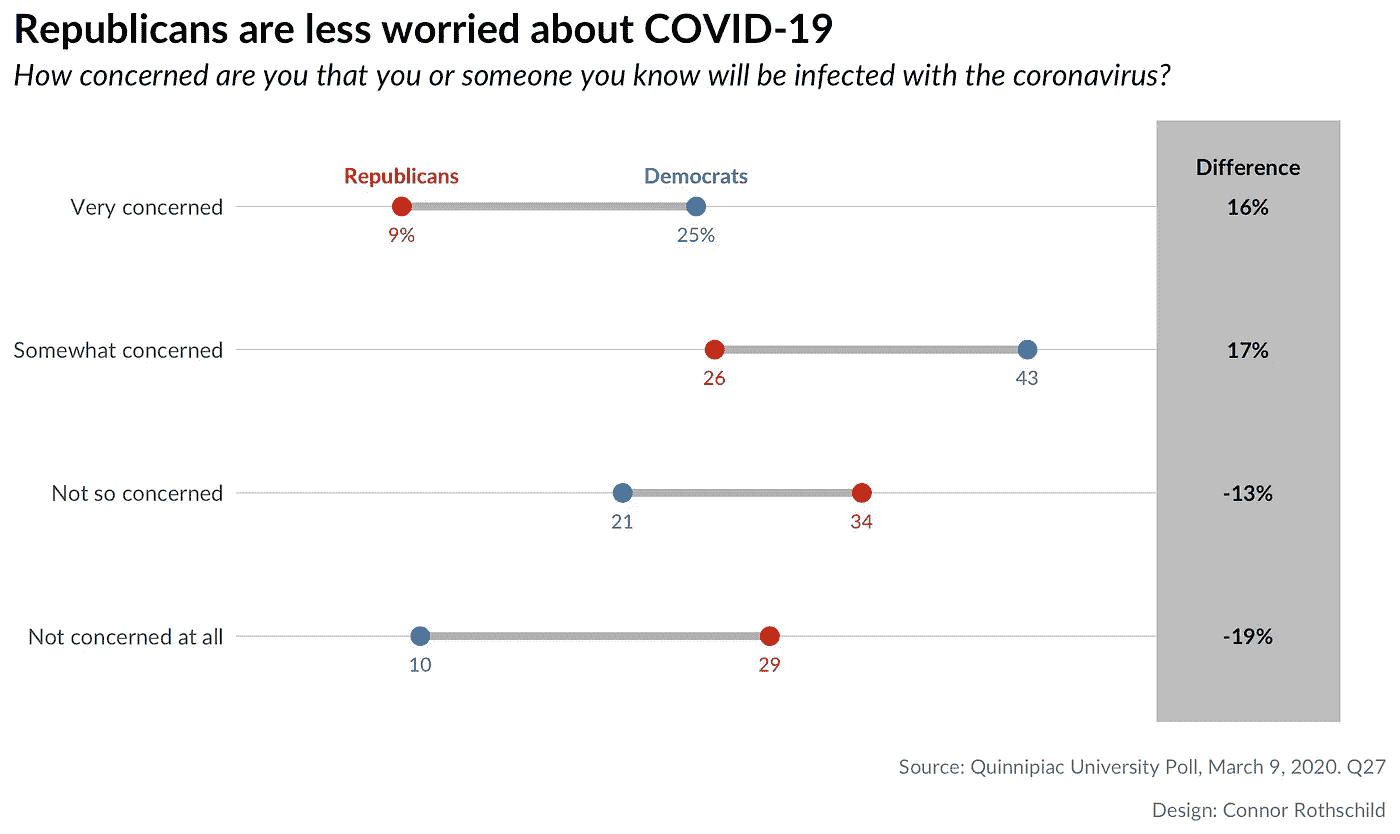 Republicans are less worried about COVID-19
How concerned are you that you or someone you know will be infected with the coronavirus?
Difference
Republicans Democrats
Very concerned 16%
9% 25%
Somewhat concerned 17%
26 43
Not so concerned -13%
21 34
Not concerned at all -19%
10 29
Source: Quinnipiac University Poll, March 9, 2020. Q27
Design: Connor Rothschild